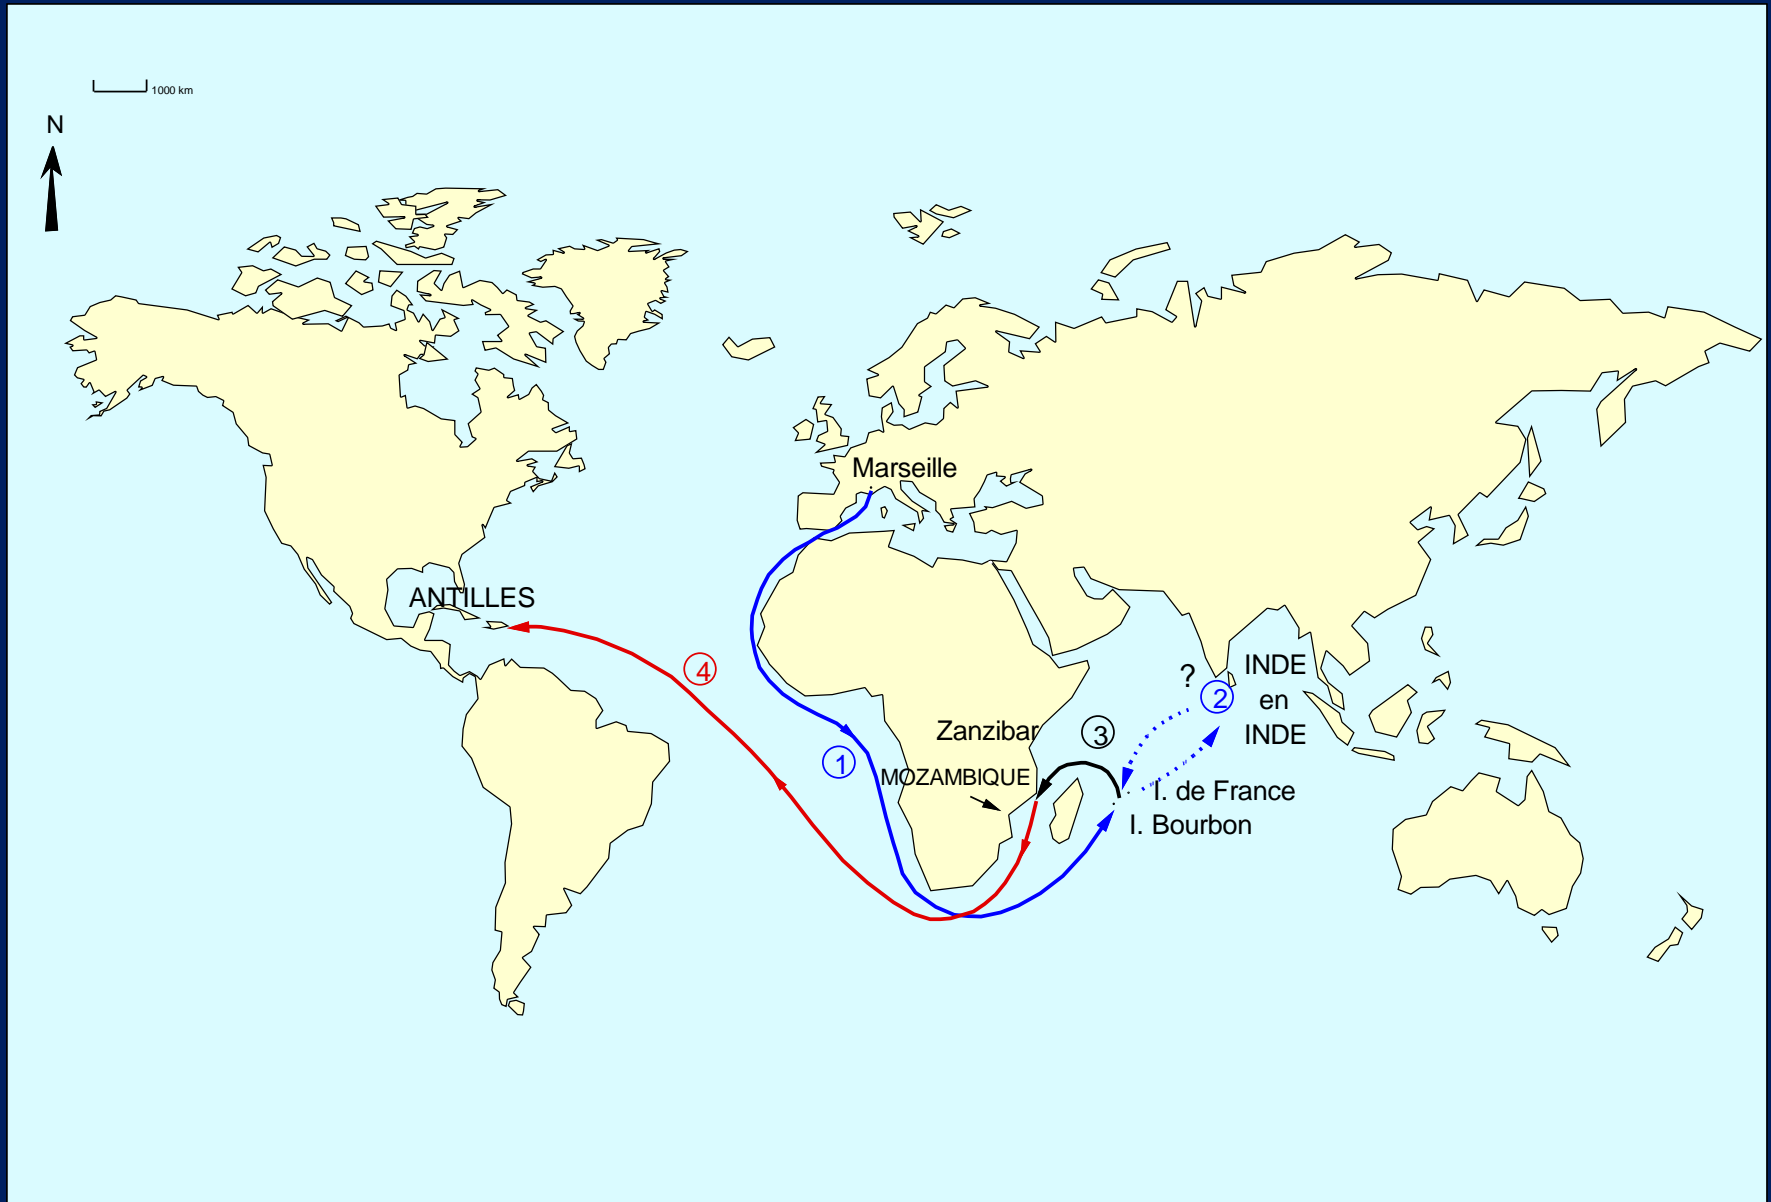 1000 km
N
Marseille
ANTILLES
4
?
INDE
2
en
Zanzibar
3
INDE
1
MOZAMBIQUE
I. de France
I. Bourbon